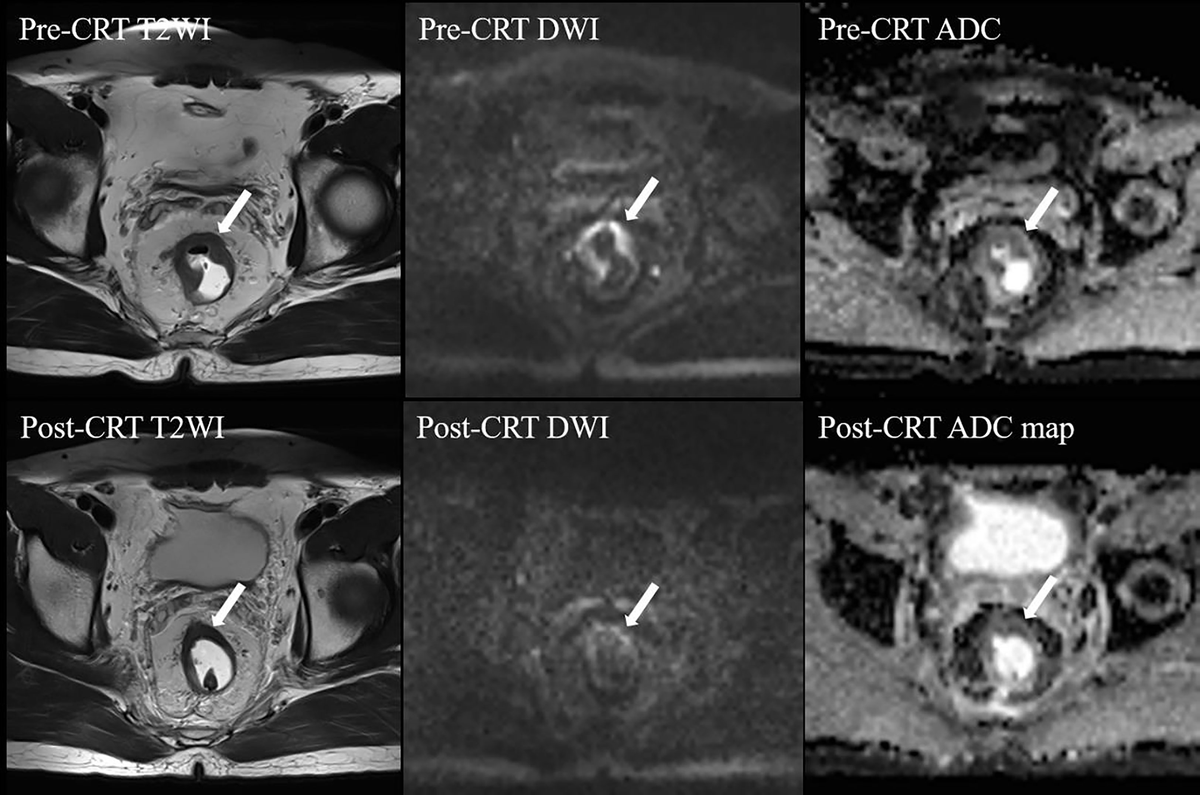 Pre-CRT T2WI
Pre-CRT DWI
Pre-CRT ADC
Post-CRT T2WI
Post-CRT DWI
Post-CRT ADC map